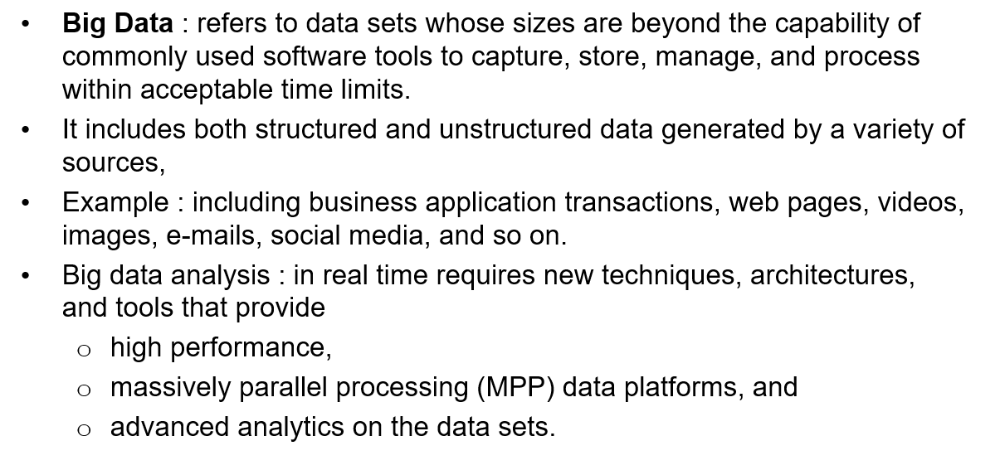 • Big Data : refers to data sets whose sizes are beyond the capability of
commonly used software tools to capture, store, manage, and process
within acceptable time limits.
• It includes both structured and unstructured data generated by a variety of
sources,
• Example : including business application transactions, web pages, videos,
images, e-mails, social media, and so on.
• Big data analysis : in real time requires new techniques, architectures,
and tools that provide
o high performance,
o massively parallel processing (MPP) data platforms, and
o advanced analytics on the data sets.